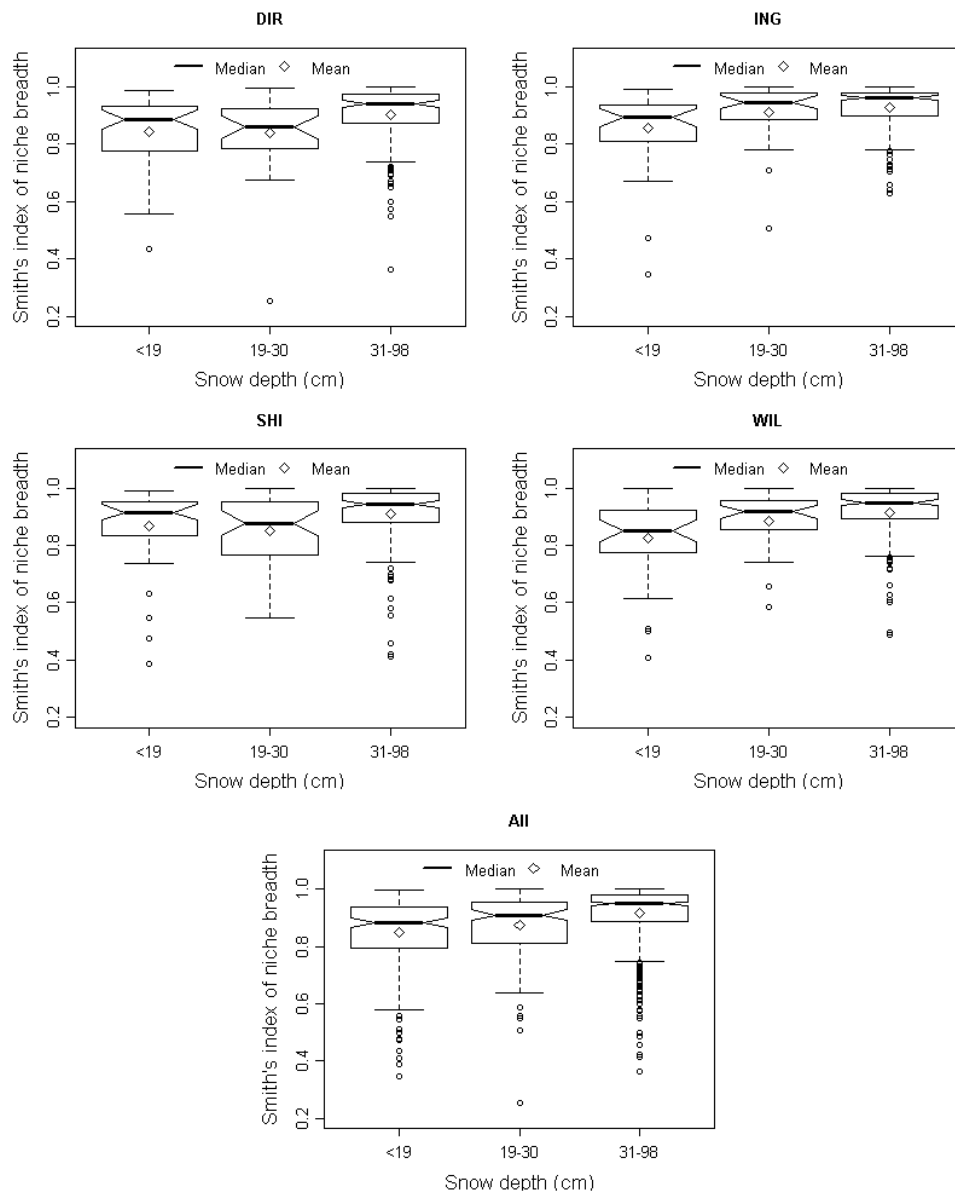 DIR
Median Mean
Smith's index of niche breadth
1.0
0.8
0.6
0.4
0.2
<19 19-30 31-98
Snow depth (cm)
ING
Median Mean
Smith's index of niche breadth
1.0
0.8
0.6
0.4
0.2
<19 19-30 31-98
Snow depth (cm)
SHI
Median Mean
Smith's index of niche breadth
1.0
0.8
0.6
0.4
0.2
<19 19-30 31-98
Snow depth (cm)
WIL
Median Mean
Smith's index of niche breadth
1.0
0.8
0.6
0.4
0.2
<19 19-30 31-98
Snow depth (cm)
All
Median Mean
Smith's index of niche breadth
1.0
0.8
0.6
0.4
0.2
<19 19-30 31-98
Snow depth (cm)